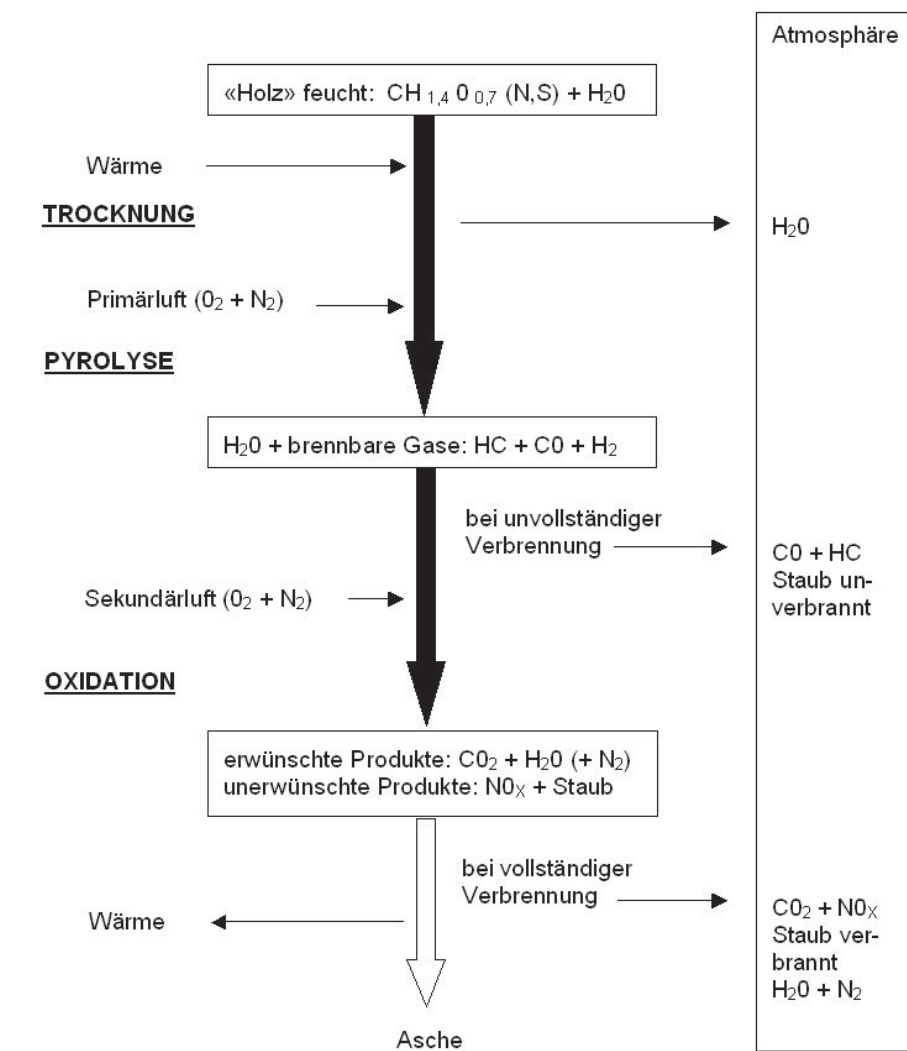 Atmosphäre
«Holz» feucht: CH 1,4 0 0,7 (N,S) + H20
Wärme
TROCKNUNG
H20
Primärluft (02 + N2)
PYROLYSE
H20 + brennbare Gase: HC + C0 + H2
bei unvollständiger
Verbrennung
C0 + HC
Staub un-
verbrannt
Sekundärluft (02 + N2)
OXIDATION
erwünschte Produkte: C02 + H20 (+ N2)
unerwünschte Produkte: N0X + Staub
bei vollständiger
Verbrennung
Wärme
C02 + N0X
Staub ver-
brannt
H20 + N2
Asche